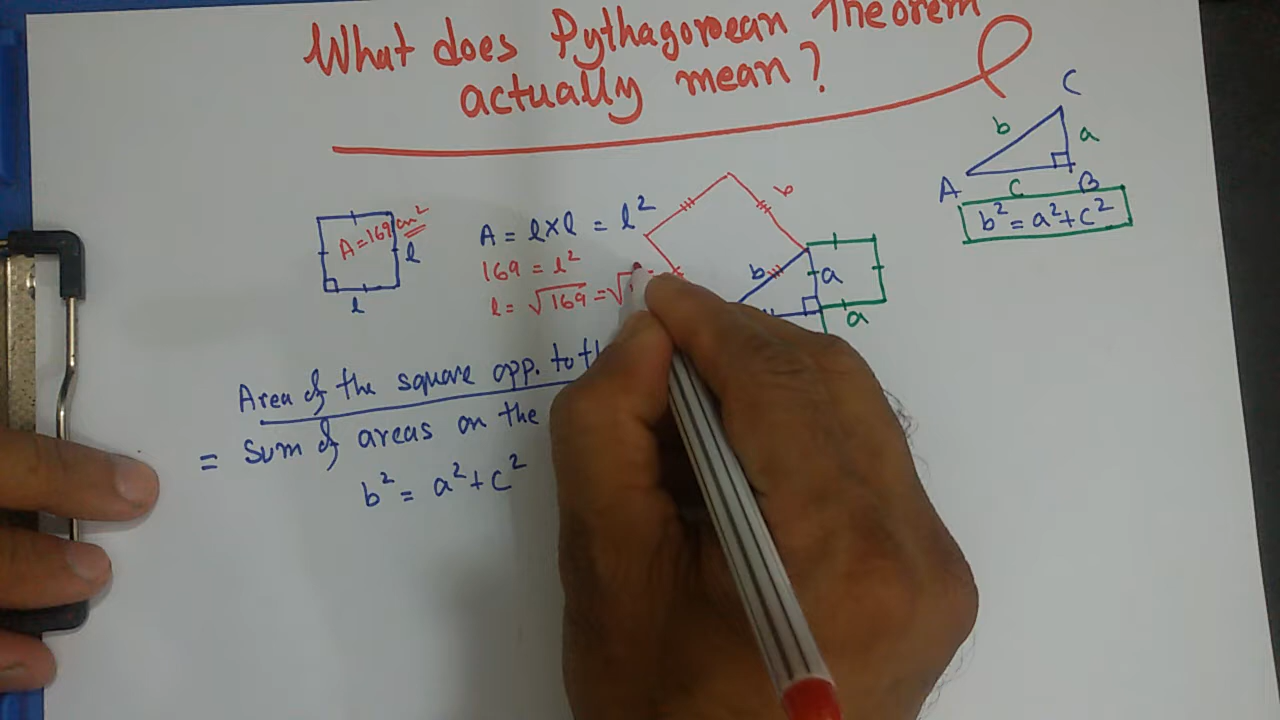 What does Pythagorean Theorem
actually mean?
C
b
a
A
c
B
b² = a² + c²
A = 169 cm²
l
l
A = l x l = l²
169 = l²
l = √169 = √
b
b
a
a
Area of the square opp. to
= Sum of areas on the
b² = a² + c²